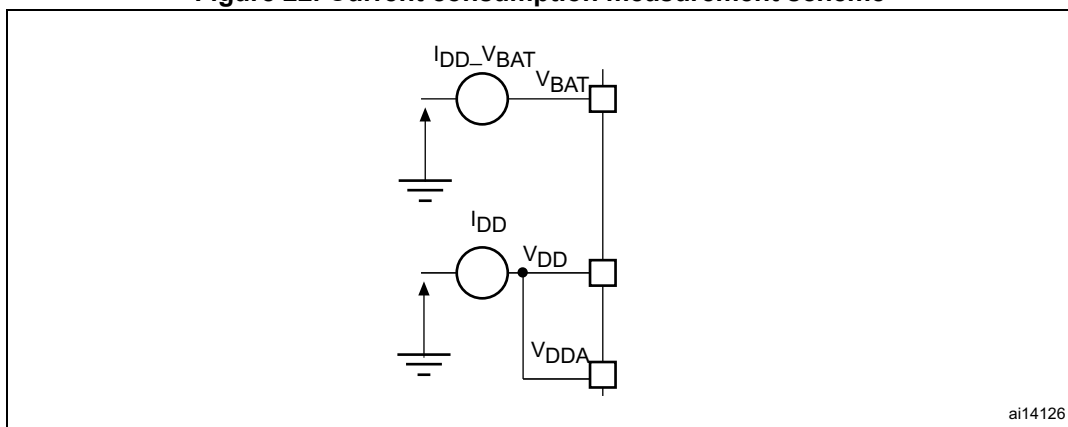 Figure 22. Current consumption measurement scheme
IDD_VBAT
VBAT
IDD
VDD
VDDA
ai14126